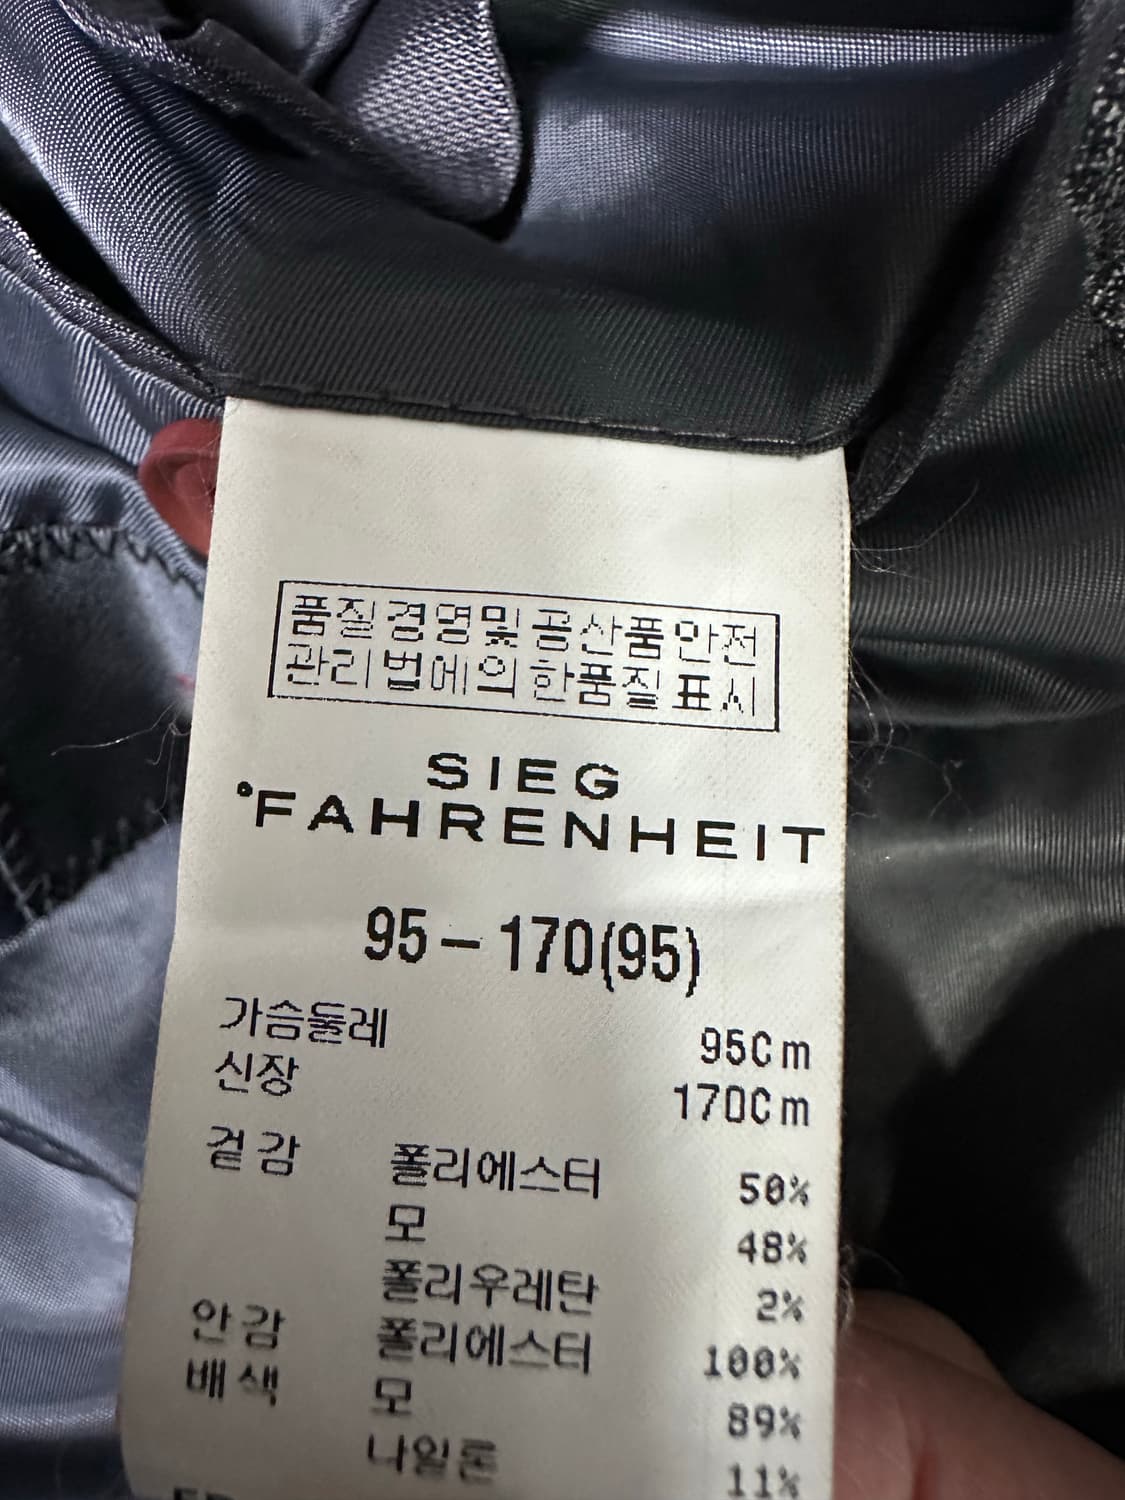 품질경영및공산품안전
관리법에의한품질표시
SIEG
°FAHRENHEIT
95-170(95)
가슴둘레 95Cm
신장 170Cm
겉감 폴리에스터 50%
모 48%
폴리우레탄 2%
안감 폴리에스터 100%
배색 모 89%
나일론 11%